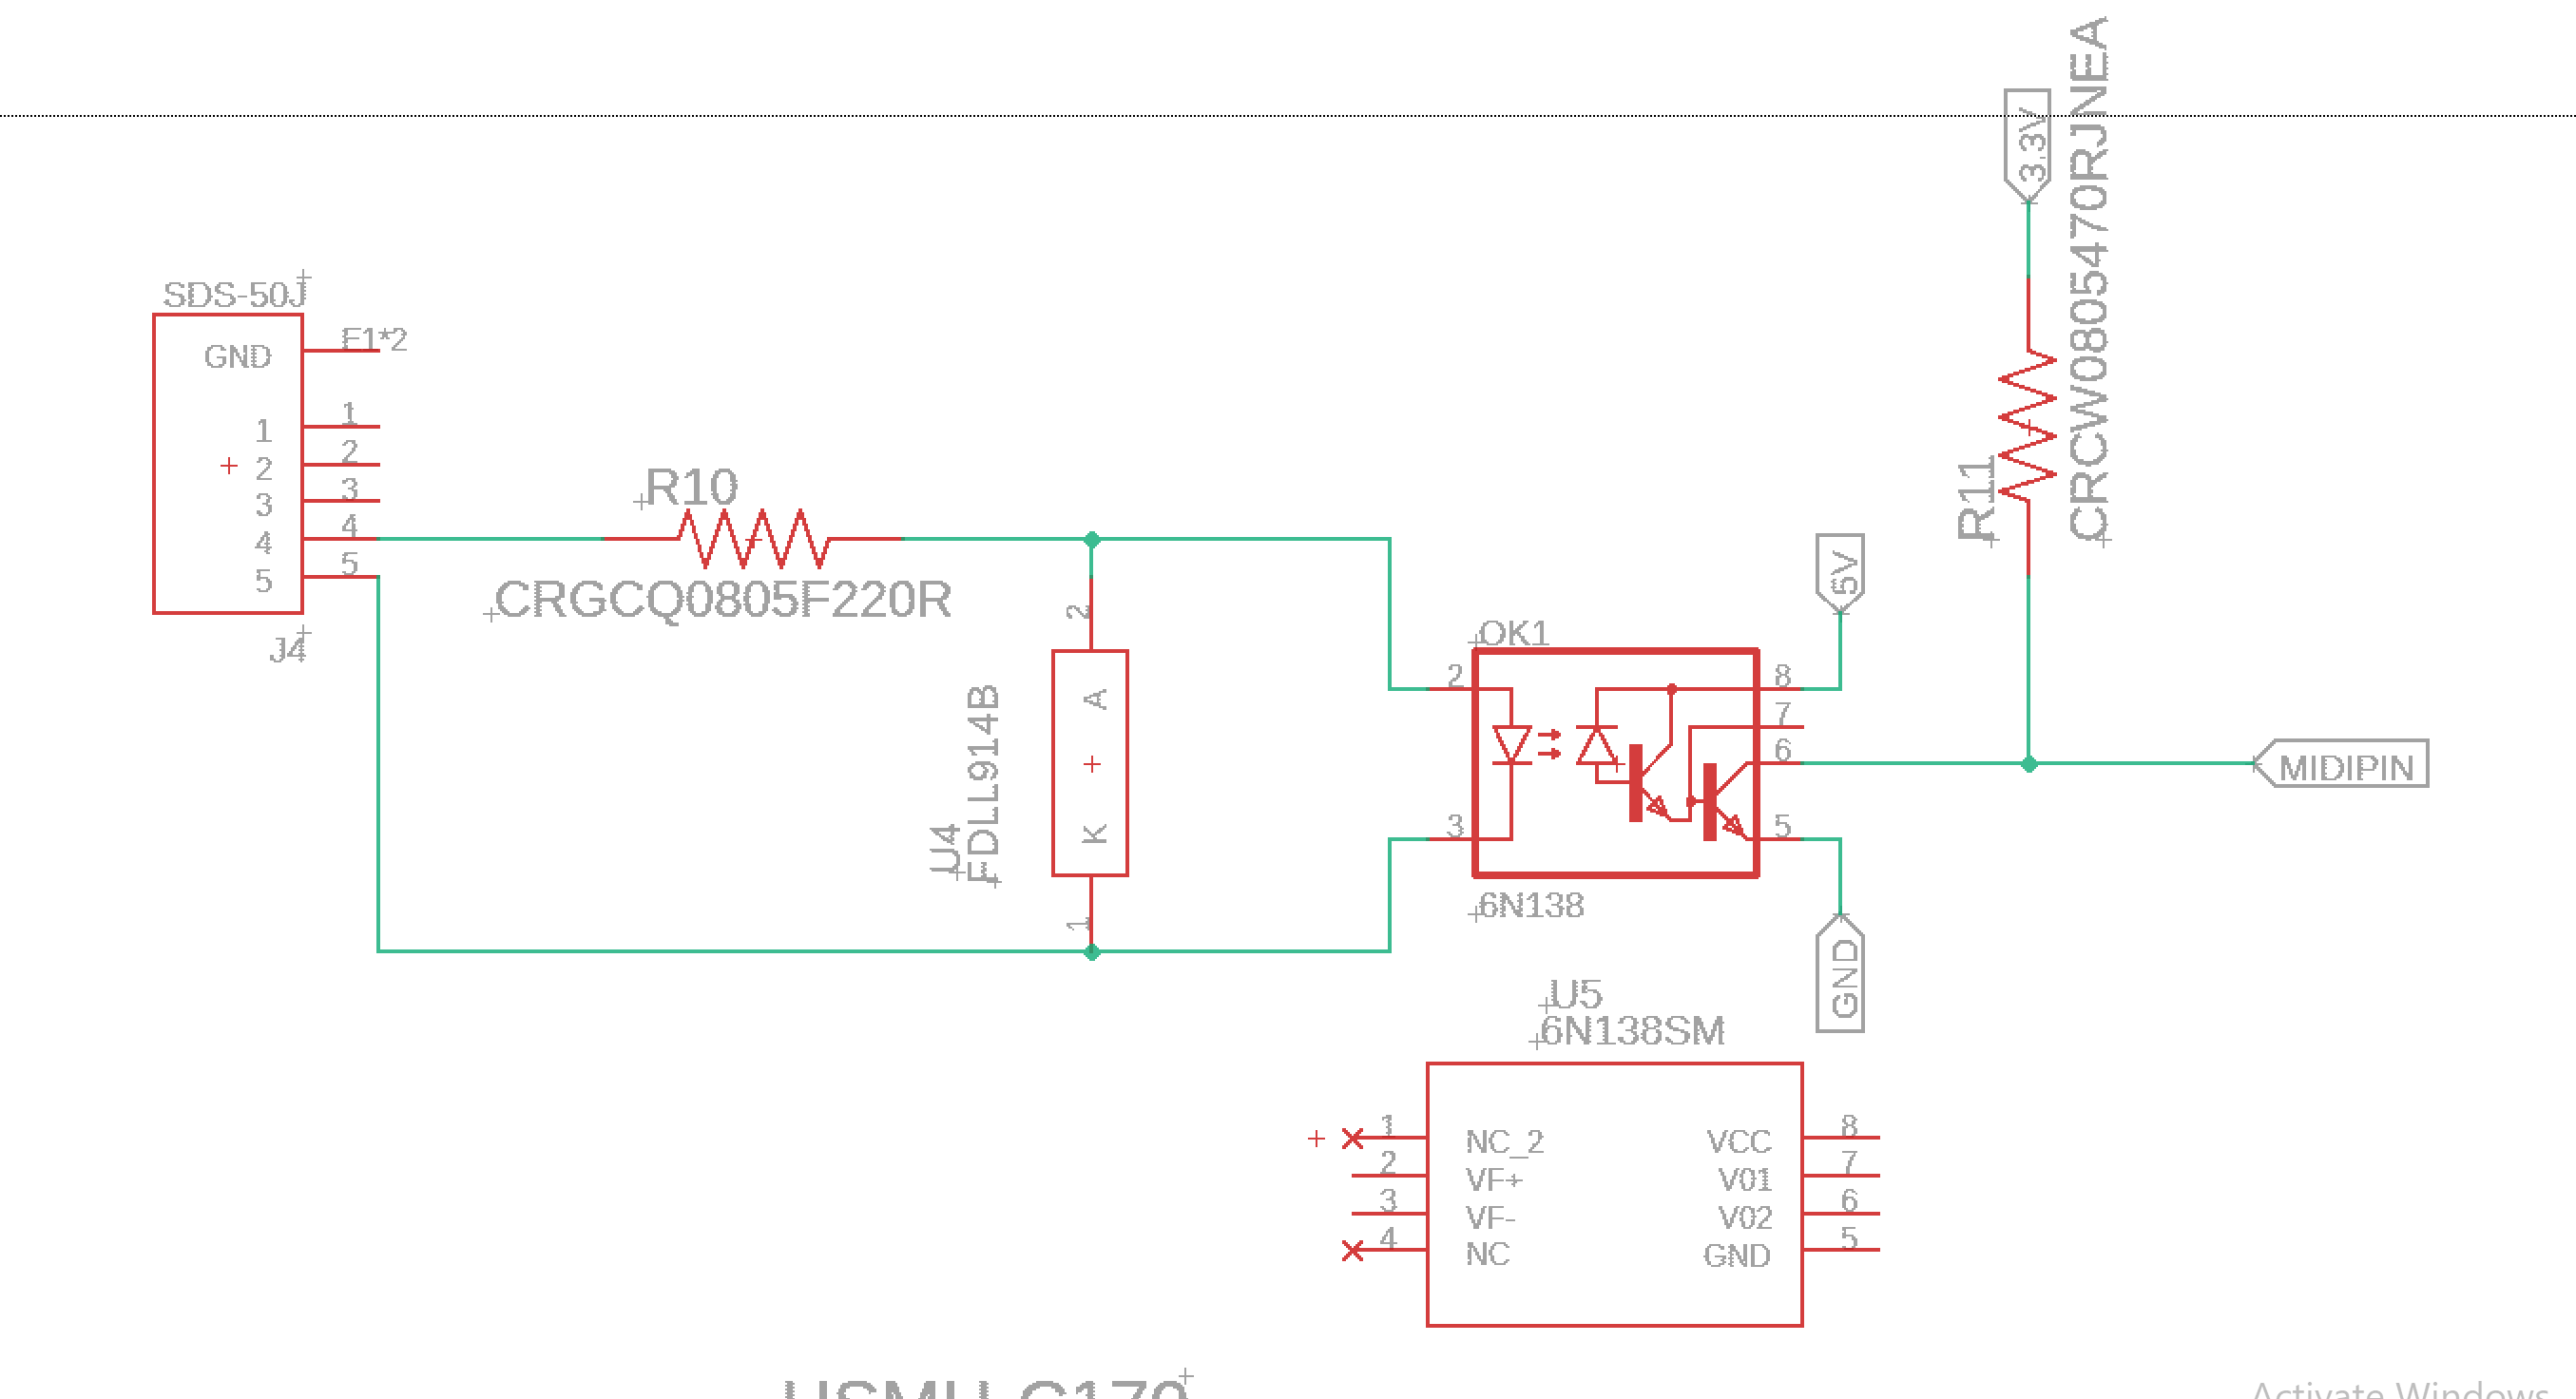 3.3V
CRCW0805470RJNEA
R11
SDS-50J
F1*2
GND
1
1
2
2
3
3
4
4
5
5
J4
R10
CRGCQ0805F220R
2
A
K
1
U4
FDLL914B
5V
OK1
2
8
7
6
3
5
6N138
MIDIPIN
GND
U5
6N138SM
1
NC_2
VCC
8
2
VF+
V01
7
3
VF-
V02
6
4
NC
GND
5
Activate Windows